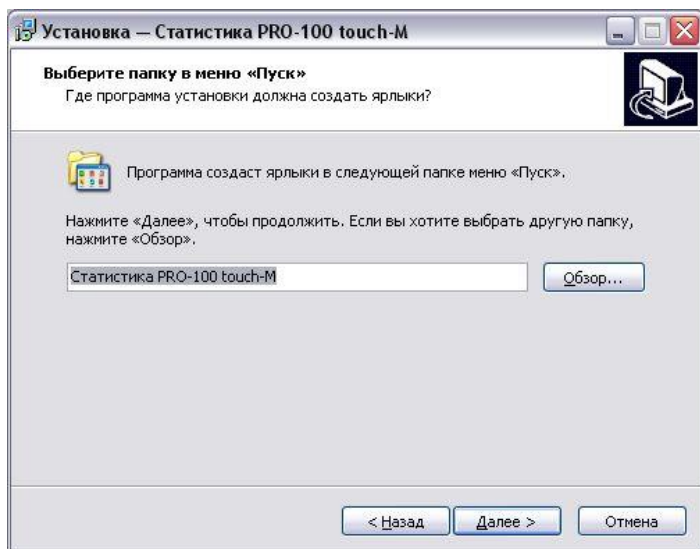 Установка — Статистика PRO-100 touch-M
Выберите папку в меню «Пуск»
Где программа установки должна создать ярлыки?
Программа создаст ярлыки в следующей папке меню «Пуск».
Нажмите «Далее», чтобы продолжить. Если вы хотите выбрать другую папку,
нажмите «Обзор».
Статистика PRO-100 touch-M
Обзор...
< Назад
Далее >
Отмена